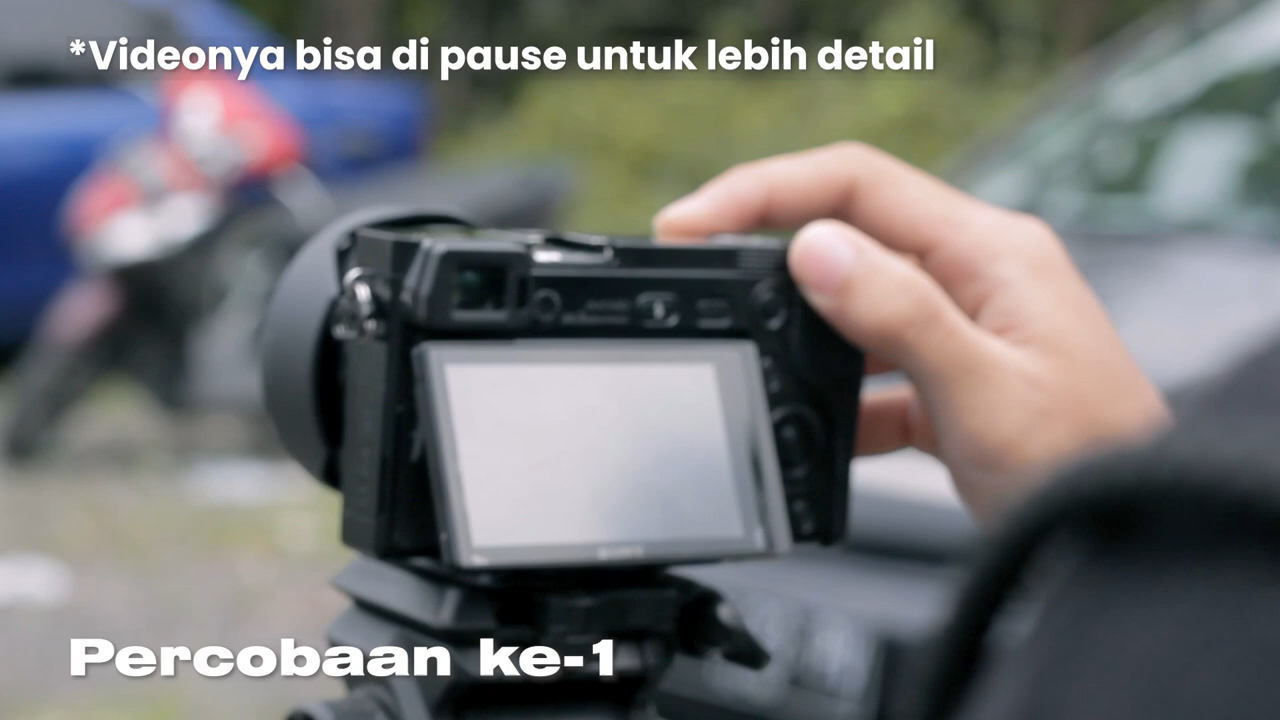 *Videonya bisa di pause untuk lebih detail
Percobaan ke-1